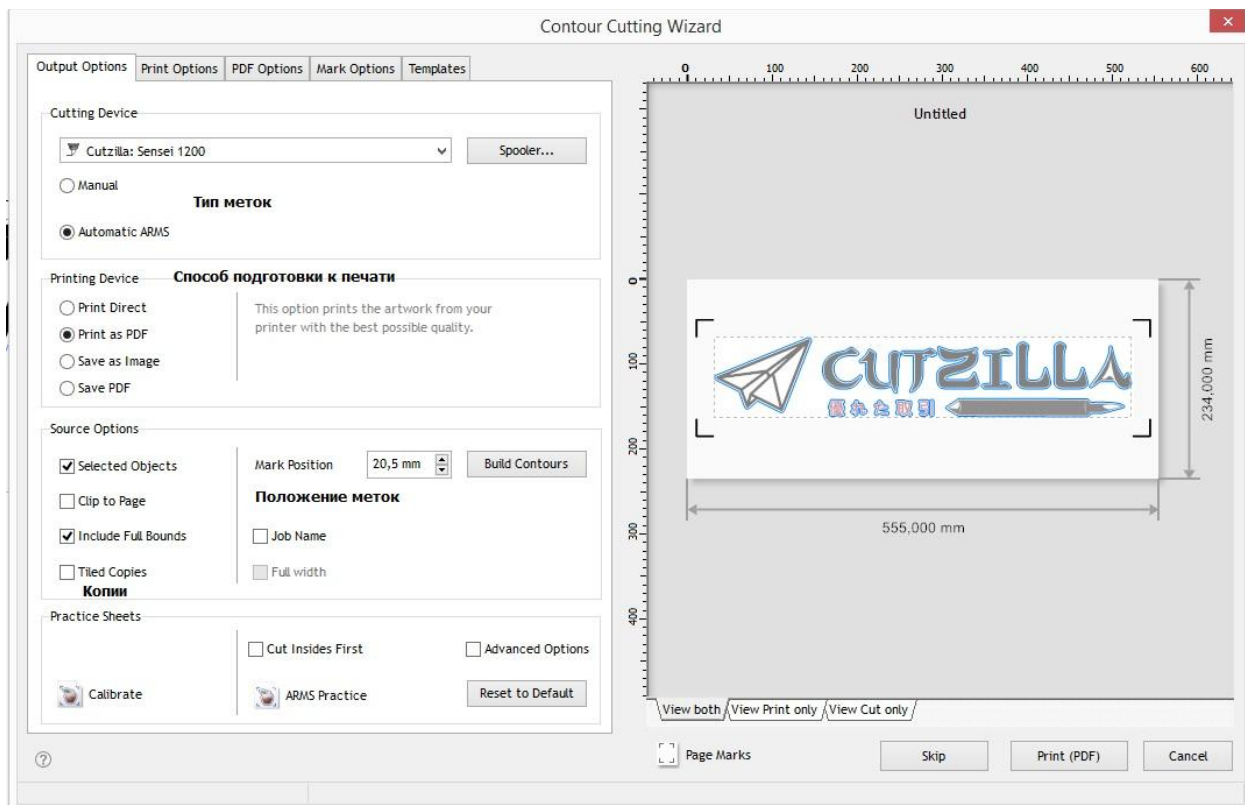 Contour Cutting Wizard
Output Options Print Options PDF Options Mark Options Templates
Cutting Device
Cutzilla: Sensei 1200
Spooler...
Manual
Тип меток
Automatic ARMS
Printing Device
Способ подготовки к печати
Print Direct
This option prints the artwork from your
printer with the best possible quality.
Print as PDF
Save as Image
Save PDF
Source Options
Selected Objects
Mark Position
20,5 mm
Build Contours
Clip to Page
Положение меток
Include Full Bounds
Job Name
Tiled Copies
Full width
Копии
Practice Sheets
Cut Insides First
Advanced Options
Calibrate
ARMS Practice
Reset to Default
0 100 200 300 400 500 600
Untitled
0
100
200
300
400
CUTZILLA
優れた取引
234,000 mm
555,000 mm
View both View Print only View Cut only
Page Marks
Skip
Print (PDF)
Cancel